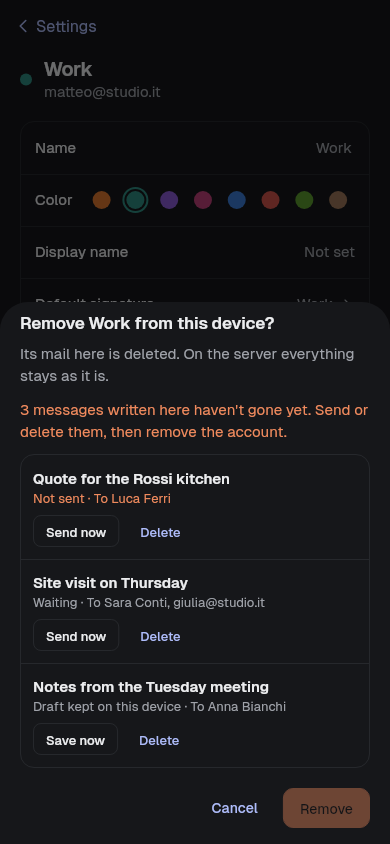 Settings
Work
matteo@studio.it
Name Work
Color
Display name Not set
Default signature Work
Remove Work from this device?
Its mail here is deleted. On the server everything
stays as it is.
3 messages written here haven't gone yet. Send or
delete them, then remove the account.
Quote for the Rossi kitchen
Not sent · To Luca Ferri
Send now Delete
Site visit on Thursday
Waiting · To Sara Conti, giulia@studio.it
Send now Delete
Notes from the Tuesday meeting
Draft kept on this device · To Anna Bianchi
Save now Delete
Cancel Remove